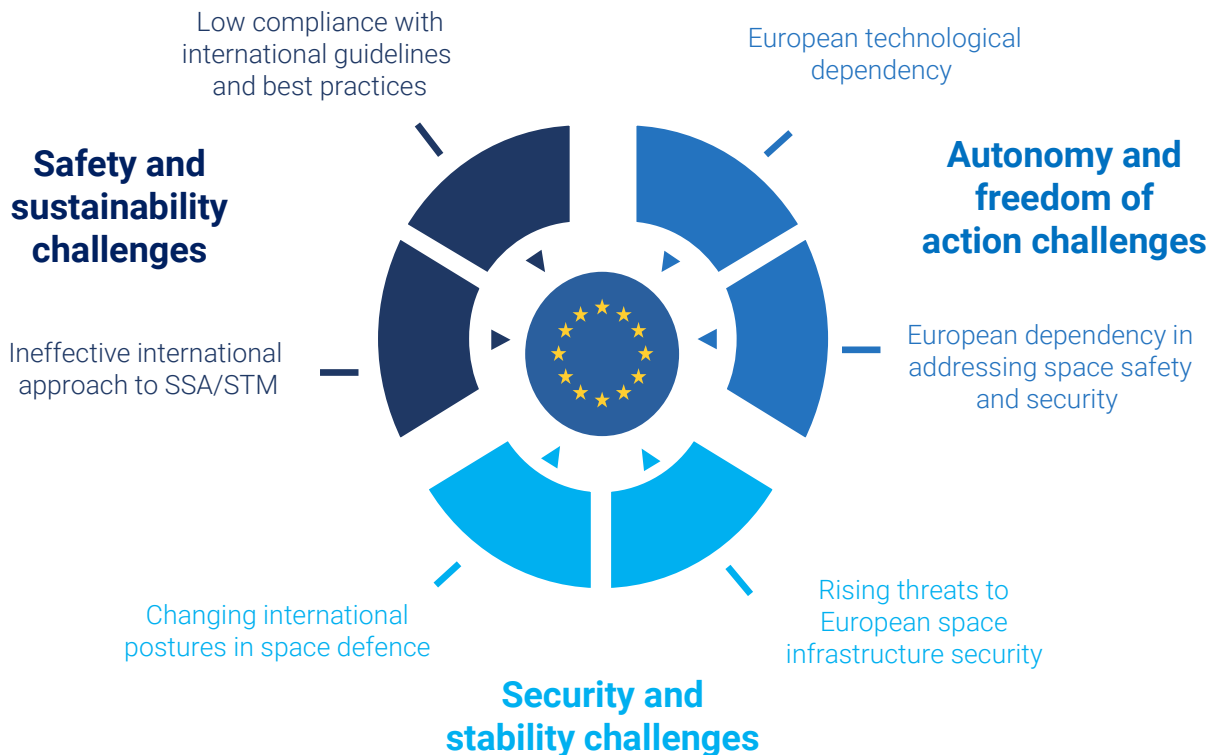 Low compliance with
international guidelines
and best practices
European technological
dependency
Safety and
sustainability
challenges
Autonomy and
freedom of
action challenges
Ineffective international
approach to SSA/STM
European dependency in
addressing space safety
and security
Changing international
postures in space defence
Rising threats to
European space
infrastructure security
Security and
stability challenges